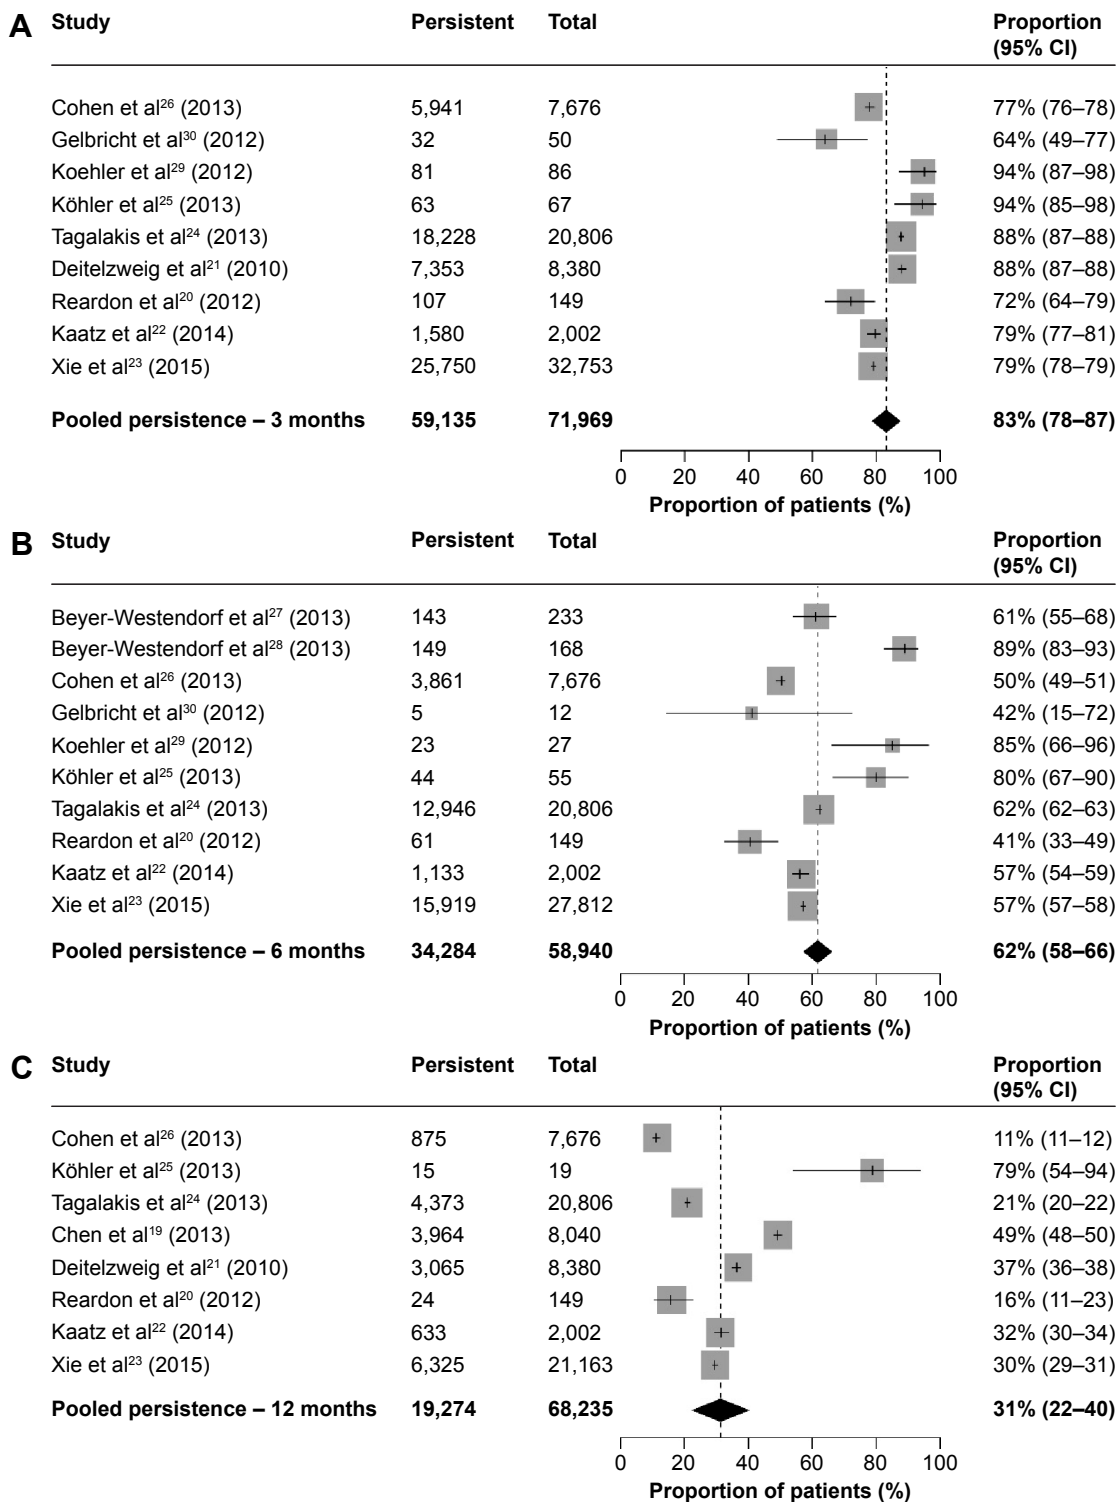 A Study Persistent Total Proportion
(95% CI)
Cohen et al26 (2013) 5,941 7,676 77% (76–78)
Gelbricht et al30 (2012) 32 50 64% (49–77)
Koehler et al29 (2012) 81 86 94% (87–98)
Köhler et al25 (2013) 63 67 94% (85–98)
Tagalakis et al24 (2013) 18,228 20,806 88% (87–88)
Deitelzweig et al21 (2010) 7,353 8,380 88% (87–88)
Reardon et al20 (2012) 107 149 72% (64–79)
Kaatz et al22 (2014) 1,580 2,002 79% (77–81)
Xie et al23 (2015) 25,750 32,753 79% (78–79)
Pooled persistence – 3 months 59,135 71,969 83% (78–87)
0 20 40 60 80 100
Proportion of patients (%)
B Study Persistent Total Proportion
(95% CI)
Beyer-Westendorf et al27 (2013) 143 233 61% (55–68)
Beyer-Westendorf et al28 (2013) 149 168 89% (83–93)
Cohen et al26 (2013) 3,861 7,676 50% (49–51)
Gelbricht et al30 (2012) 5 12 42% (15–72)
Koehler et al29 (2012) 23 27 85% (66–96)
Köhler et al25 (2013) 44 55 80% (67–90)
Tagalakis et al24 (2013) 12,946 20,806 62% (62–63)
Reardon et al20 (2012) 61 149 41% (33–49)
Kaatz et al22 (2014) 1,133 2,002 57% (54–59)
Xie et al23 (2015) 15,919 27,812 57% (57–58)
Pooled persistence – 6 months 34,284 58,940 62% (58–66)
0 20 40 60 80 100
Proportion of patients (%)
C Study Persistent Total Proportion
(95% CI)
Cohen et al26 (2013) 875 7,676 11% (11–12)
Köhler et al25 (2013) 15 19 79% (54–94)
Tagalakis et al24 (2013) 4,373 20,806 21% (20–22)
Chen et al19 (2013) 3,964 8,040 49% (48–50)
Deitelzweig et al21 (2010) 3,065 8,380 37% (36–38)
Reardon et al20 (2012) 24 149 16% (11–23)
Kaatz et al22 (2014) 633 2,002 32% (30–34)
Xie et al23 (2015) 6,325 21,163 30% (29–31)
Pooled persistence – 12 months 19,274 68,235 31% (22–40)
0 20 40 60 80 100
Proportion of patients (%)